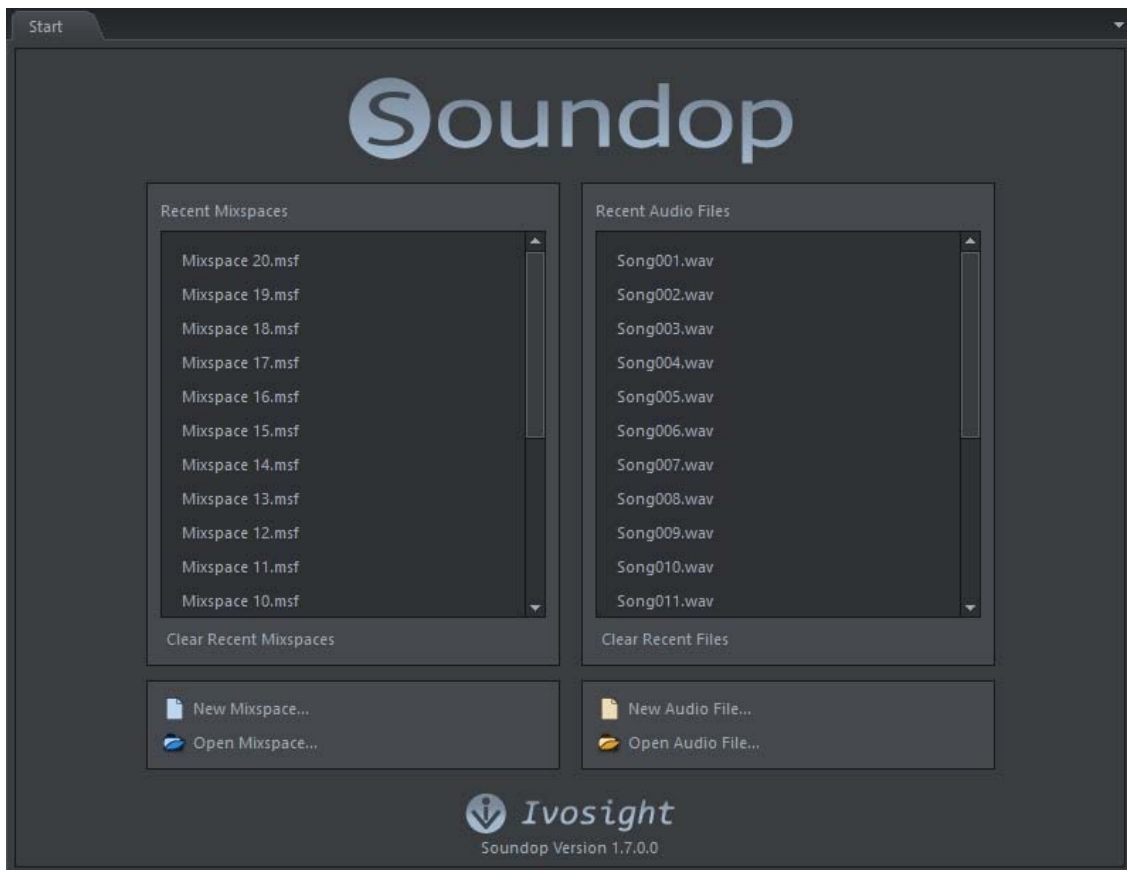 Start
Soundop
Recent Mixspaces
Mixspace 20.msf
Mixspace 19.msf
Mixspace 18.msf
Mixspace 17.msf
Mixspace 16.msf
Mixspace 15.msf
Mixspace 14.msf
Mixspace 13.msf
Mixspace 12.msf
Mixspace 11.msf
Mixspace 10.msf
Clear Recent Mixspaces
Recent Audio Files
Song001.wav
Song002.wav
Song003.wav
Song004.wav
Song005.wav
Song006.wav
Song007.wav
Song008.wav
Song009.wav
Song010.wav
Song011.wav
Clear Recent Files
New Mixspace...
Open Mixspace...
New Audio File...
Open Audio File...
Ivosight
Soundop Version 1.7.0.0